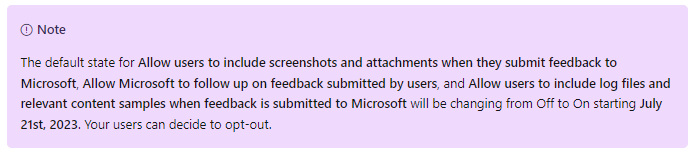 Note
The default state for Allow users to include screenshots and attachments when they submit feedback to
Microsoft, Allow Microsoft to follow up on feedback submitted by users, and Allow users to include log files and
relevant content samples when feedback is submitted to Microsoft will be changing from Off to On starting July
21st, 2023. Your users can decide to opt-out.